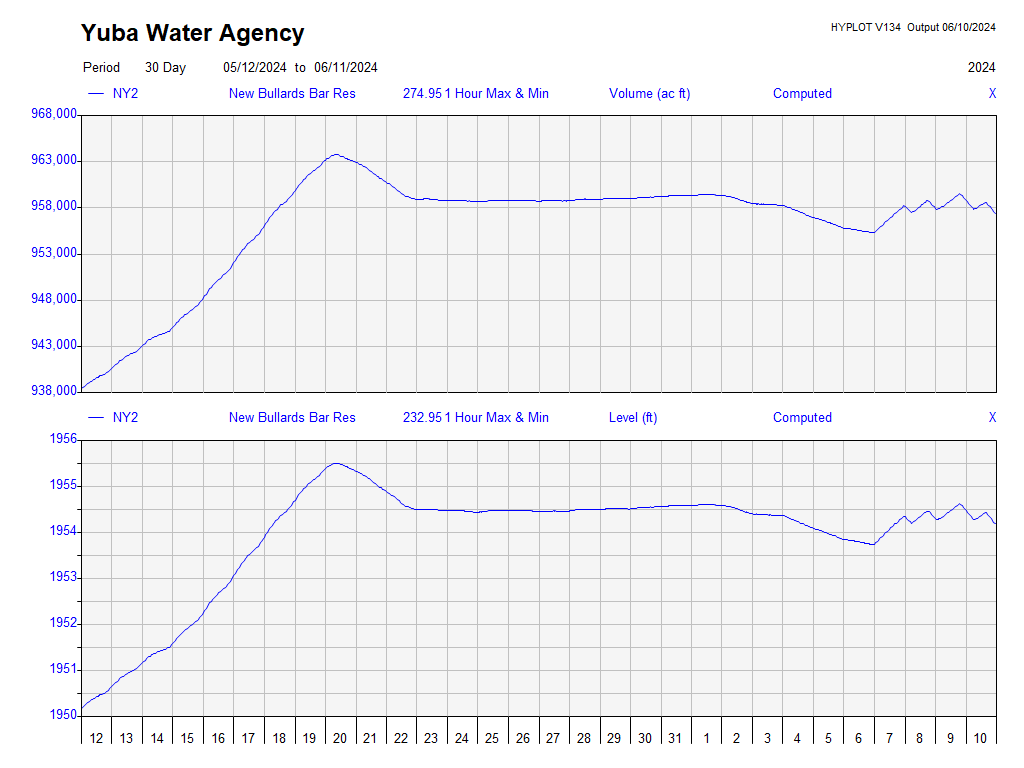 Yuba Water Agency
HYPLOT V134 Output 06/10/2024
Period 30 Day 05/12/2024 to 06/11/2024 2024
NY2 New Bullards Bar Res 274.95 1 Hour Max & Min Volume (ac ft) Computed X
968,000
963,000
958,000
953,000
948,000
943,000
938,000
NY2 New Bullards Bar Res 232.95 1 Hour Max & Min Level (ft) Computed X
1956
1955
1954
1953
1952
1951
1950
12 13 14 15 16 17 18 19 20 21 22 23 24 25 26 27 28 29 30 31 1 2 3 4 5 6 7 8 9 10